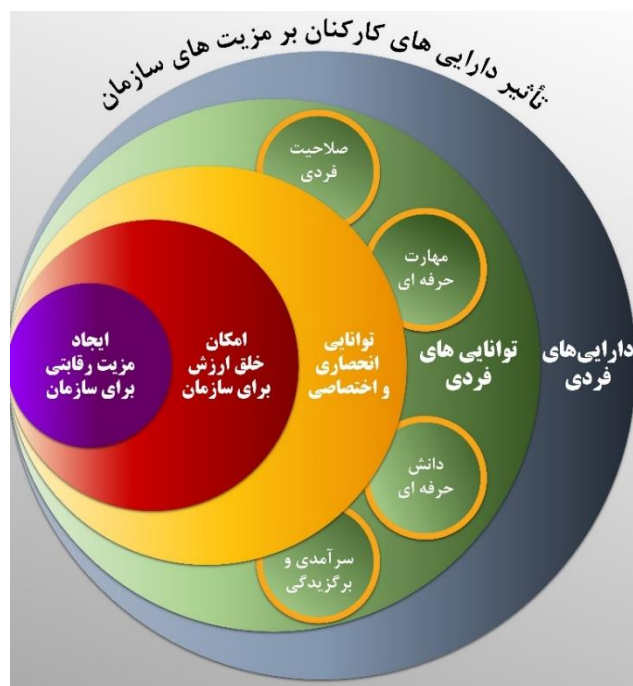 تأثیر دارایی های کارکنان بر مزیت های سازمان
صلاحیت
فردی
مهارت
حرفه ای
دارایی‌های
فردی
توانایی های
فردی
توانایی
انحصاری
و اختصاصی
امکان
خلق ارزش
برای سازمان
ایجاد
مزیت رقابتی
برای سازمان
دانش
حرفه ای
سرآمدی و
برگزیدگی